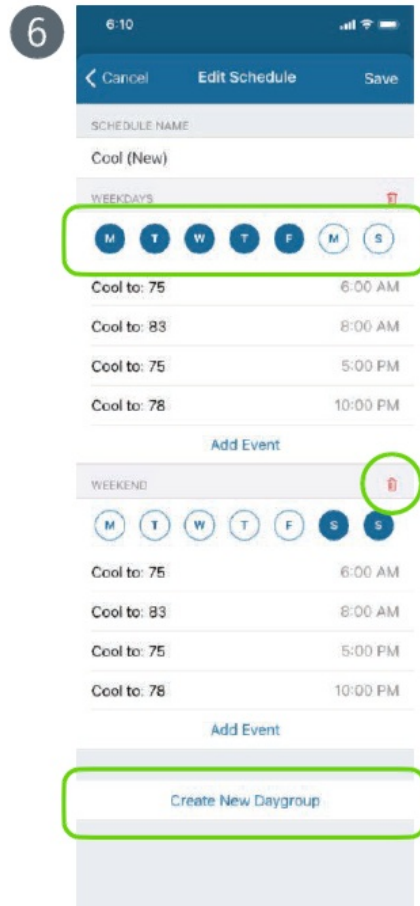 6
6:10
Cancel Edit Schedule Save
SCHEDULE NAME
Cool (New)
WEEKDAYS
M T W T F M S
Cool to: 75 6:00 AM
Cool to: 83 8:00 AM
Cool to: 75 5:00 PM
Cool to: 78 10:00 PM
Add Event
WEEKEND
M T W T F S S
Cool to: 75 6:00 AM
Cool to: 83 8:00 AM
Cool to: 75 5:00 PM
Cool to: 78 10:00 PM
Add Event
Create New Daygroup